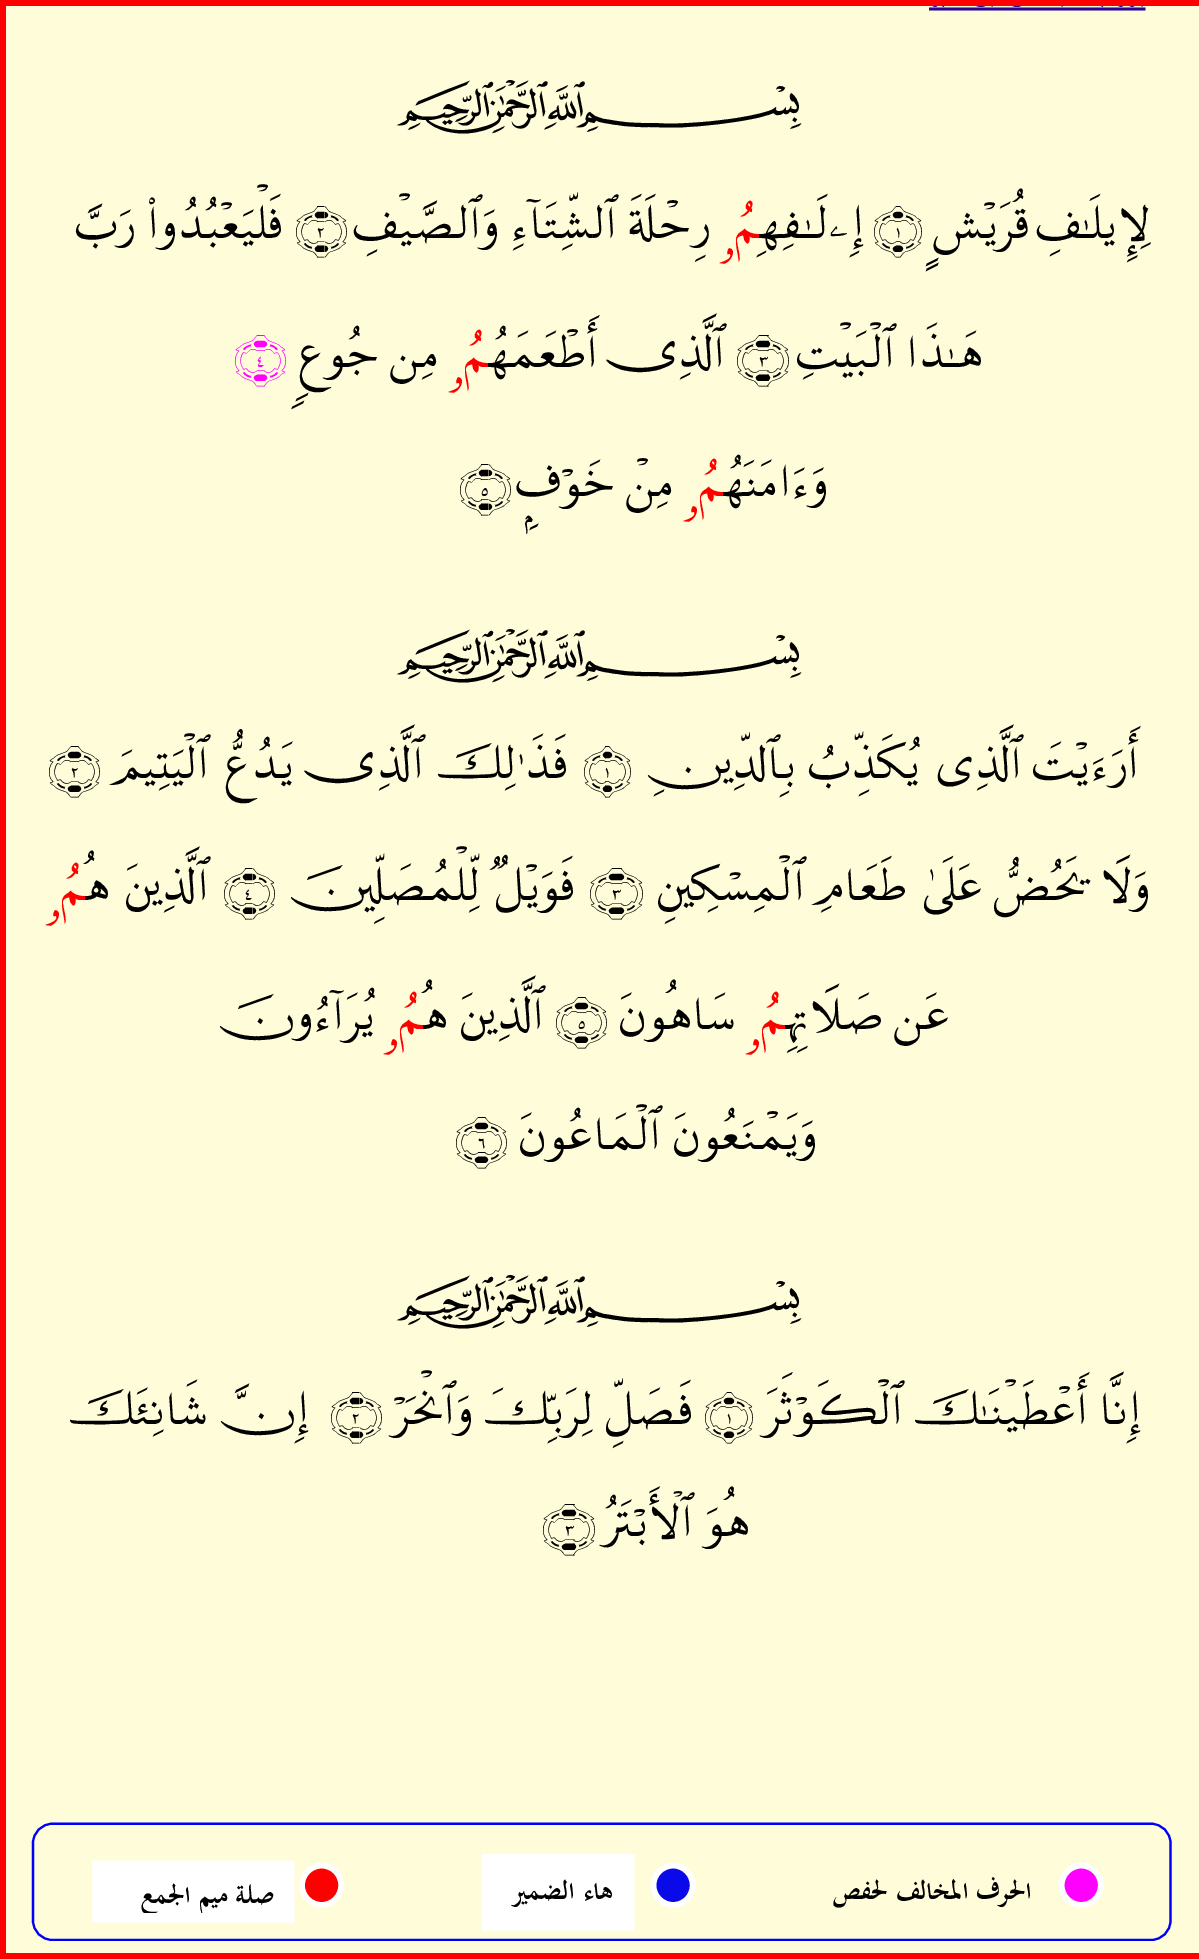 بِسْمِ ٱللَّهِ ٱلرَّحْمَٰنِ ٱلرَّحِيمِ
لِإِيلَٰفِ قُرَيْشٍ ١ إِۦلَٰفِهِمُۥ رِحْلَةَ ٱلشِّتَآءِ وَٱلصَّيْفِ ٢ فَلْيَعْبُدُوا۟ رَبَّ
هَٰذَا ٱلْبَيْتِ ٣ ٱلَّذِى أَطْعَمَهُمُۥ مِن جُوعٍ ٤
وَءَامَنَهُمُۥ مِنْ خَوْفٍۭ ٥
بِسْمِ ٱللَّهِ ٱلرَّحْمَٰنِ ٱلرَّحِيمِ
أَرَءَيْتَ ٱلَّذِى يُكَذِّبُ بِٱلدِّينِ ١ فَذَٰلِكَ ٱلَّذِى يَدُعُّ ٱلْيَتِيمَ ٢
وَلَا يَحُضُّ عَلَىٰ طَعَامِ ٱلْمِسْكِينِ ٣ فَوَيْلٌ لِّلْمُصَلِّينَ ٤ ٱلَّذِينَ هُمُۥ
عَن صَلَاتِهِمُۥ سَاهُونَ ٥ ٱلَّذِينَ هُمُۥ يُرَآءُونَ
وَيَمْنَعُونَ ٱلْمَاعُونَ ٦
بِسْمِ ٱللَّهِ ٱلرَّحْمَٰنِ ٱلرَّحِيمِ
إِنَّا أَعْطَيْنَٰكَ ٱلْكَوْثَرَ ١ فَصَلِّ لِرَبِّكَ وَٱنْحَرْ ٢ إِنَّ شَانِئَكَ
هُوَ ٱلْأَبْتَرُ ٣
الحرف المخالف لحفص هاء الضمير صلة ميم الجمع